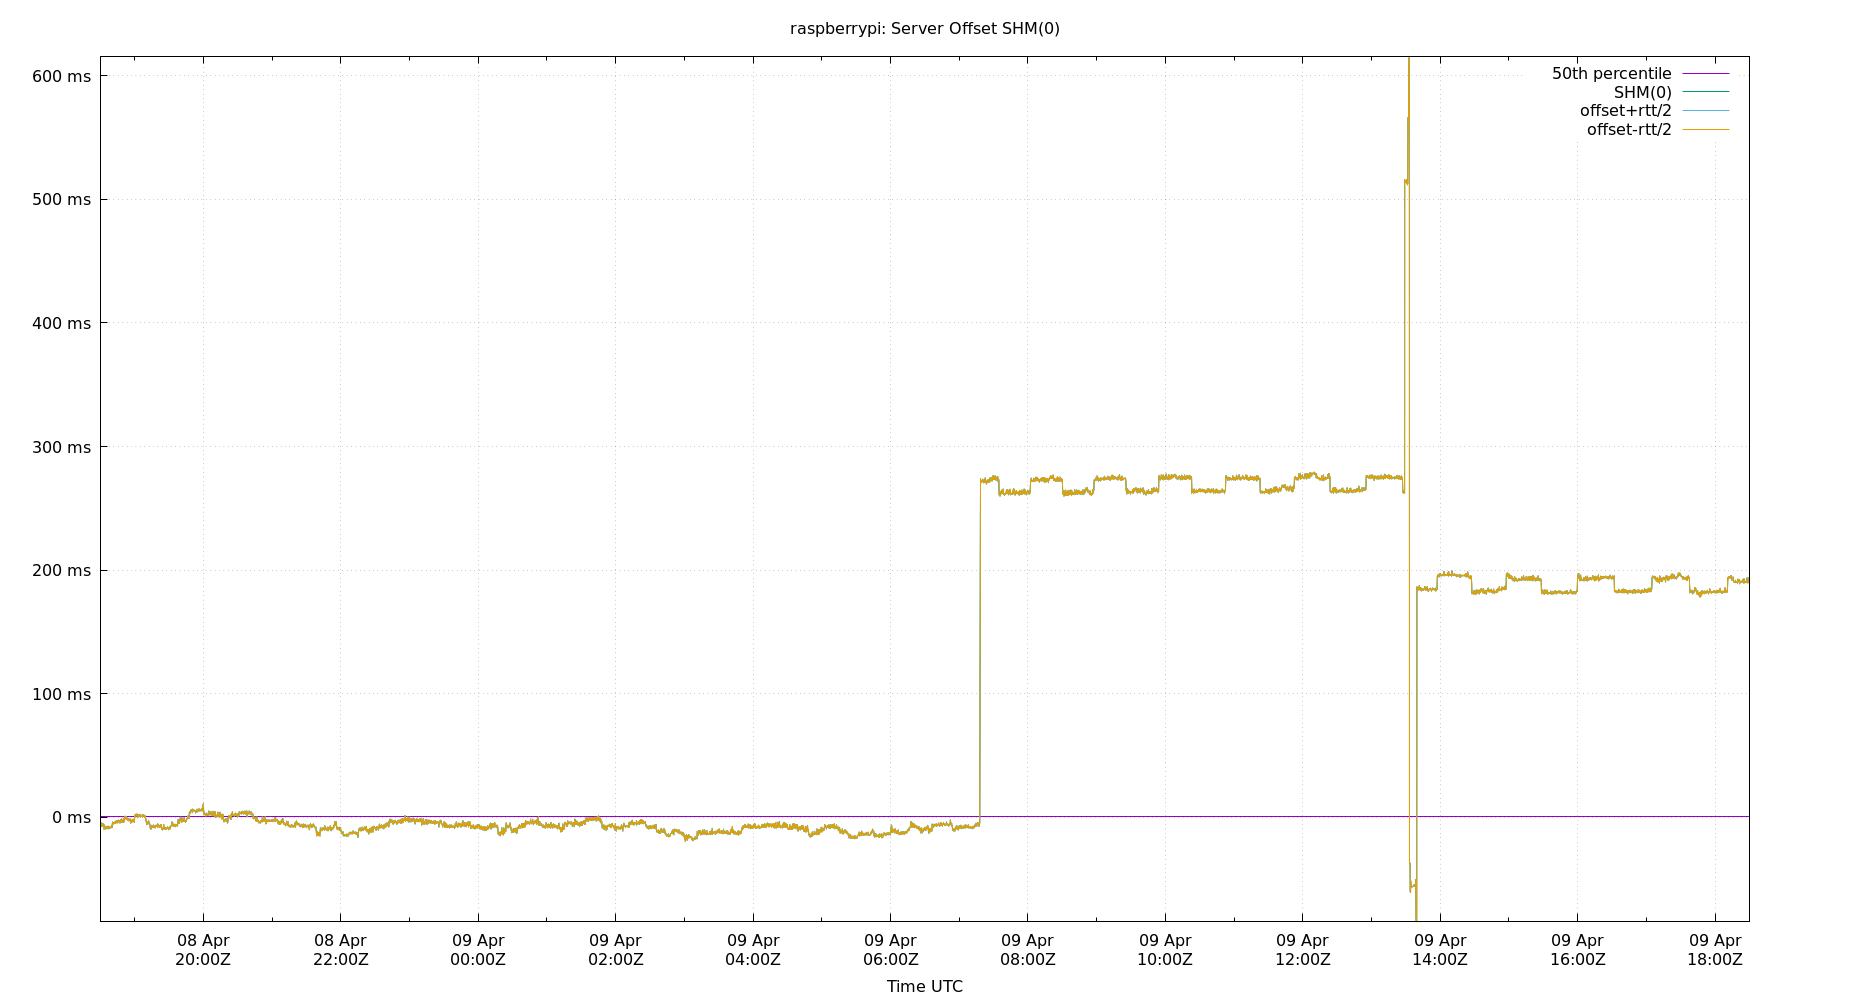 raspberrypi: Server Offset SHM(0)
50th percentile
SHM(0)
offset+rtt/2
offset-rtt/2
600 ms
500 ms
400 ms
300 ms
200 ms
100 ms
0 ms
08 Apr 08 Apr 09 Apr 09 Apr 09 Apr 09 Apr 09 Apr 09 Apr 09 Apr 09 Apr 09 Apr 09 Apr
20:00Z 22:00Z 00:00Z 02:00Z 04:00Z 06:00Z 08:00Z 10:00Z 12:00Z 14:00Z 16:00Z 18:00Z
Time UTC